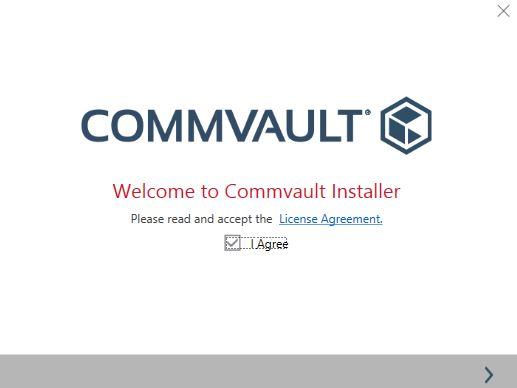 COMMVAULT®
Welcome to Commvault Installer
Please read and accept the License Agreement.
I Agree